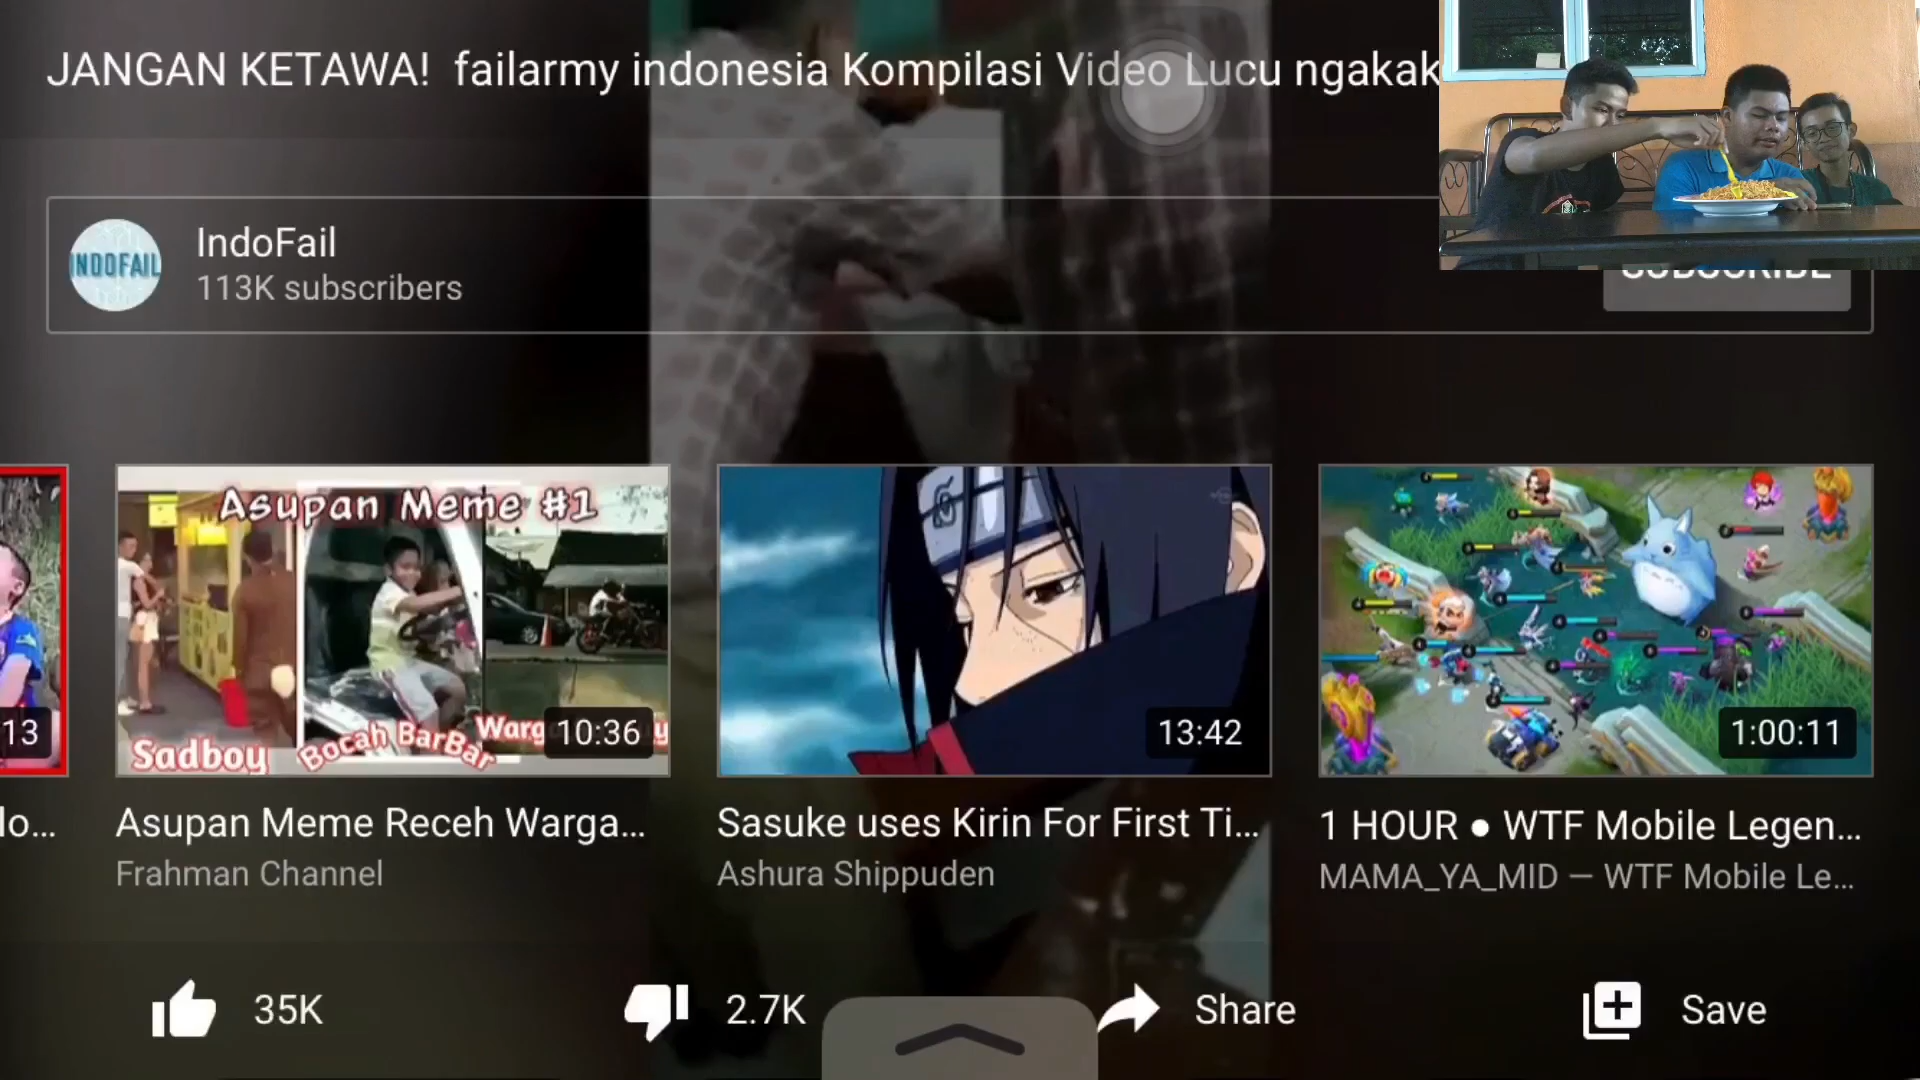 JANGAN KETAWA! failarmy indonesia Kompilasi Video Lucu ngakak
INDOFAIL
IndoFail
113K subscribers
SUBSCRIBE
Asupan Meme #1
Sadboy
Bocah BarBar
13
10:36
13:42
1:00:11
Asupan Meme Receh Warga...
Sasuke uses Kirin For First Ti...
1 HOUR ● WTF Mobile Legen...
Frahman Channel
Ashura Shippuden
MAMA_YA_MID — WTF Mobile Le...
35K
2.7K
Share
Save